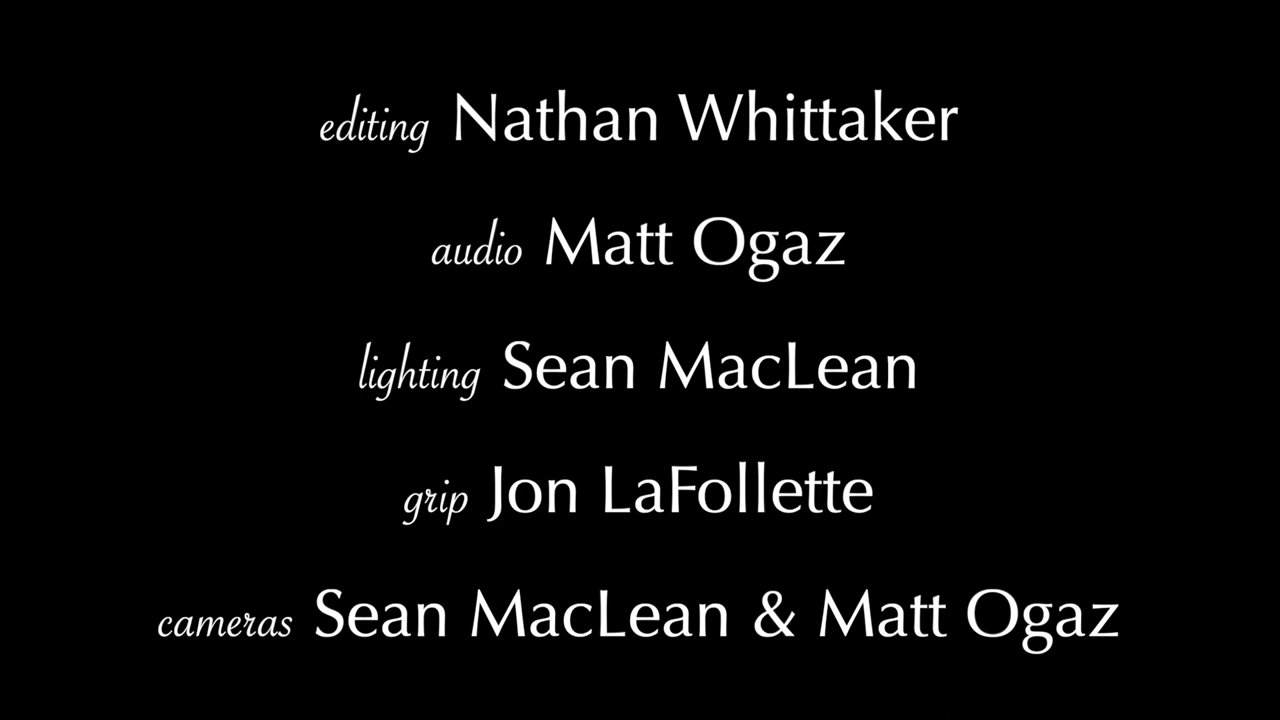 editing Nathan Whittaker
audio Matt Ogaz
lighting Sean MacLean
grip Jon LaFollette
cameras Sean MacLean & Matt Ogaz